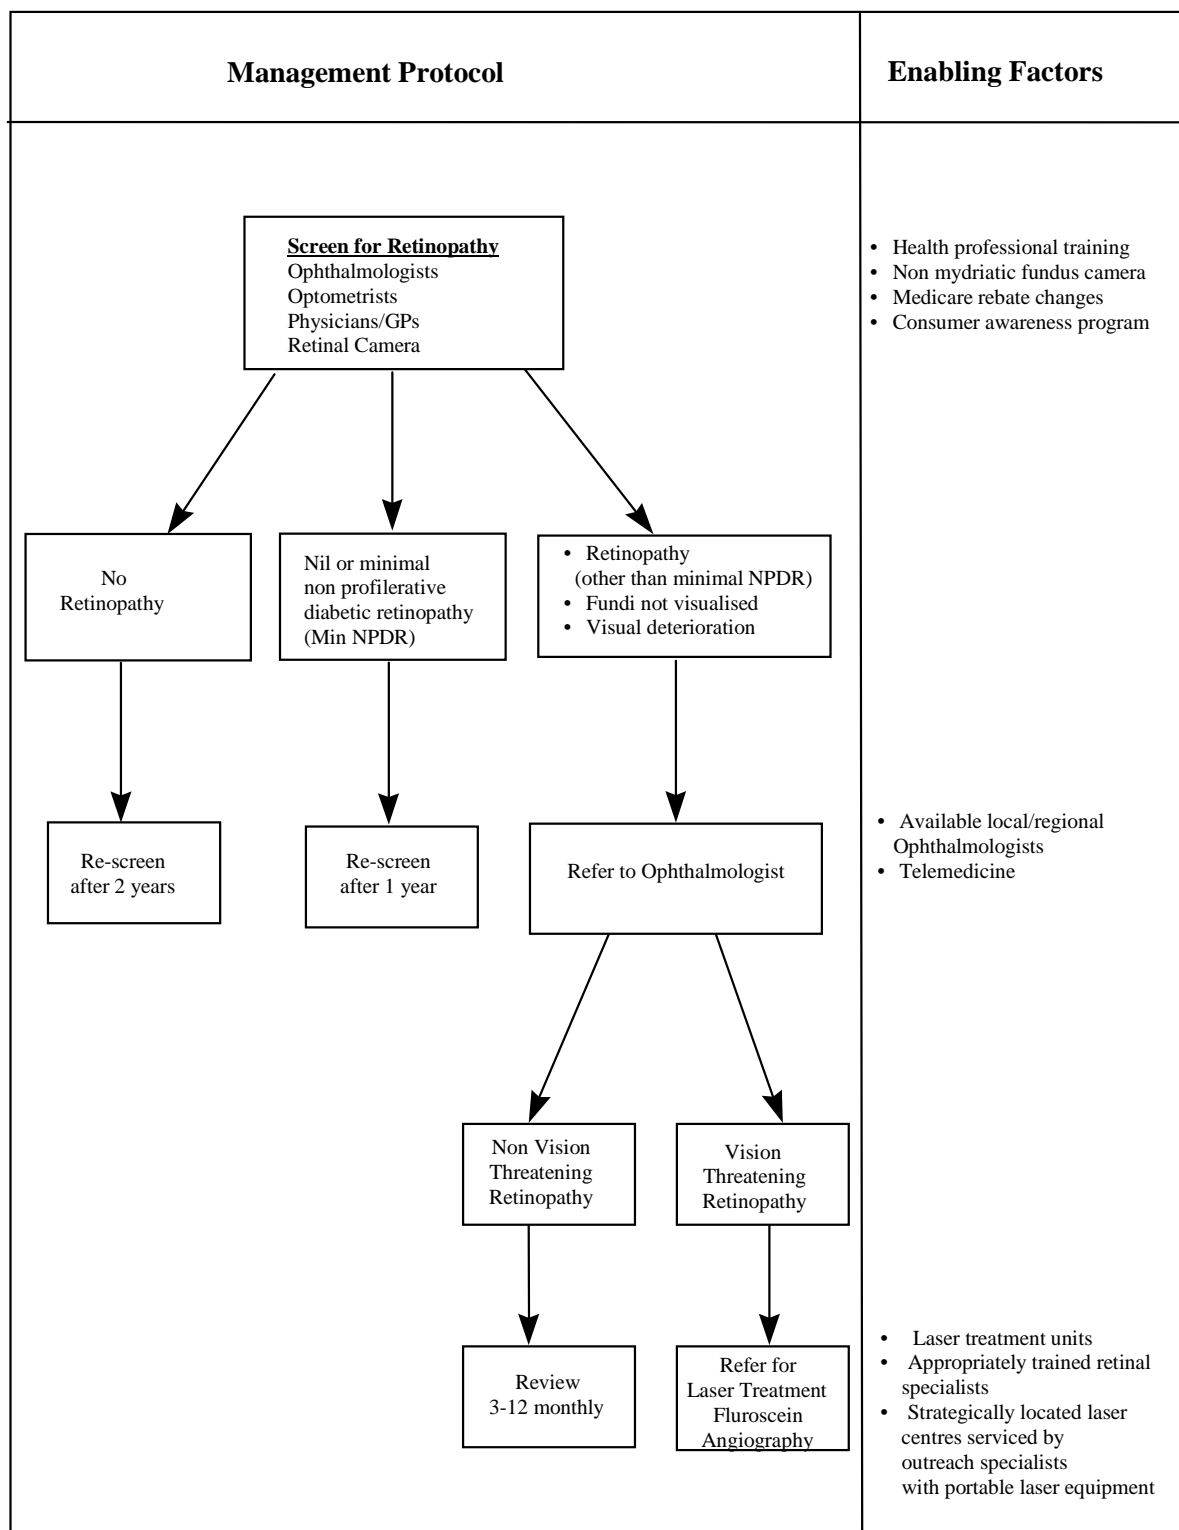 Management Protocol
Enabling Factors
Screen for Retinopathy
Ophthalmologists
Optometrists
Physicians/GPs
Retinal Camera
• Health professional training
• Non mydriatic fundus camera
• Medicare rebate changes
• Consumer awareness program
No
Retinopathy
Nil or minimal
non profilerative
diabetic retinopathy
(Min NPDR)
• Retinopathy
(other than minimal NPDR)
• Fundi not visualised
• Visual deterioration
Re-screen
after 2 years
Re-screen
after 1 year
Refer to Ophthalmologist
• Available local/regional
Ophthalmologists
• Telemedicine
Non Vision
Threatening
Retinopathy
Vision
Threatening
Retinopathy
Review
3-12 monthly
Refer for
Laser Treatment
Fluroscein
Angiography
• Laser treatment units
• Appropriately trained retinal
specialists
• Strategically located laser
centres serviced by
outreach specialists
with portable laser equipment